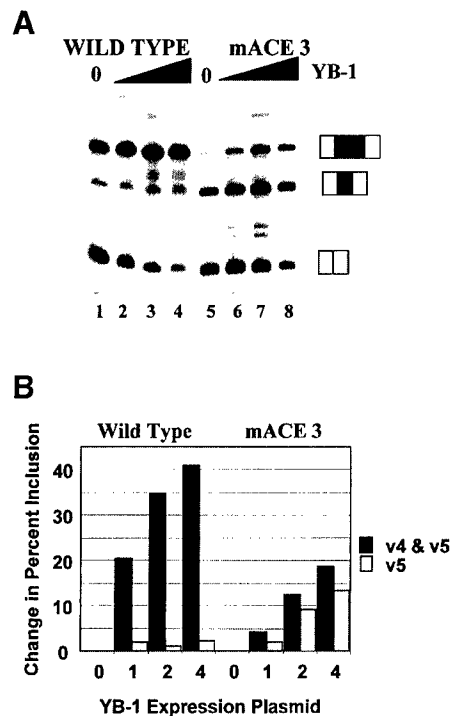 A
WILD TYPE mACE 3
0 0 YB-1
1 2 3 4 5 6 7 8
B
Wild Type mACE 3
Change in Percent Inclusion
40
30
20
10
0
v4 & v5
v5
0 1 2 4 0 1 2 4
YB-1 Expression Plasmid